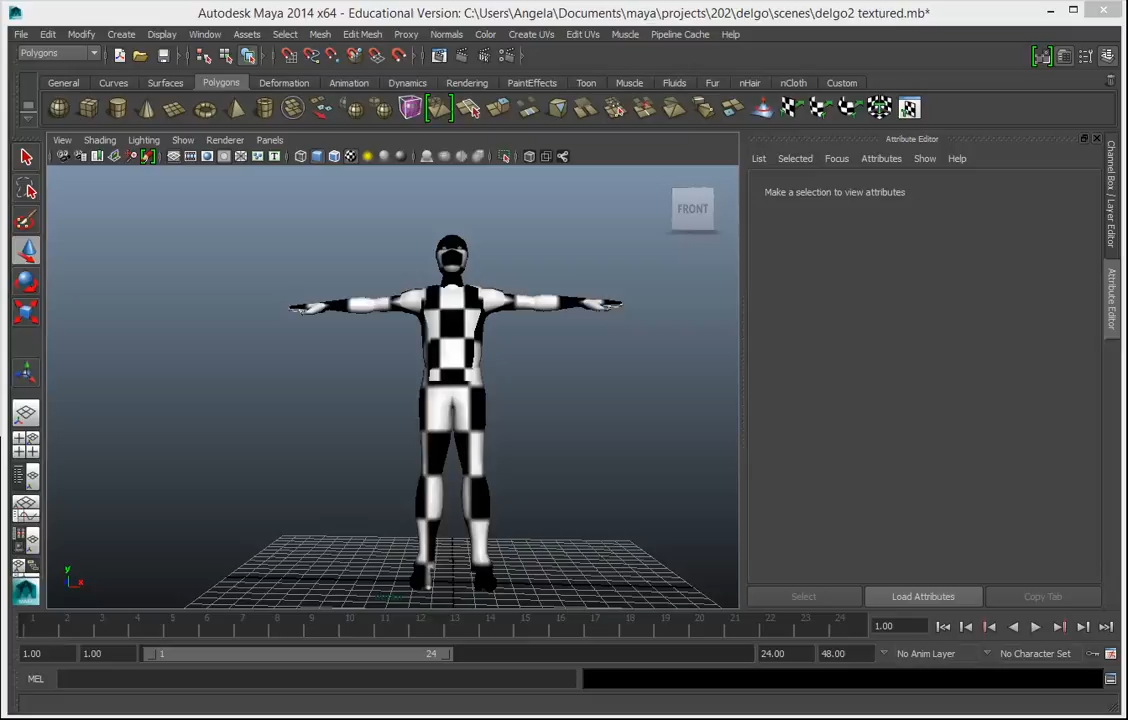 Autodesk Maya 2014 x64 - Educational Version: C:\Users\Angela\Documents\maya\projects\202\delgo\scenes\delgo2 textured.mb*
File Edit Modify Create Display Window Assets Select Mesh Edit Mesh Proxy Normals Color Create UVs Edit UVs Muscle Pipeline Cache Help
Polygons
General Curves Surfaces Polygons Deformation Animation Dynamics Rendering PaintEffects Toon Muscle Fluids Fur nHair nCloth Custom
View Shading Lighting Show Renderer Panels
Attribute Editor
List Selected Focus Attributes Show Help
Make a selection to view attributes
FRONT
Channel Box / Layer Editor
Attribute Editor
y
x
Select Load Attributes Copy Tab
1 2 3 4 5 6 7 8 9 10 11 12 13 14 15 16 17 18 19 20 21 22 23 24 1.00
1.00 1.00 1 24 24.00 48.00 No Anim Layer No Character Set
MEL